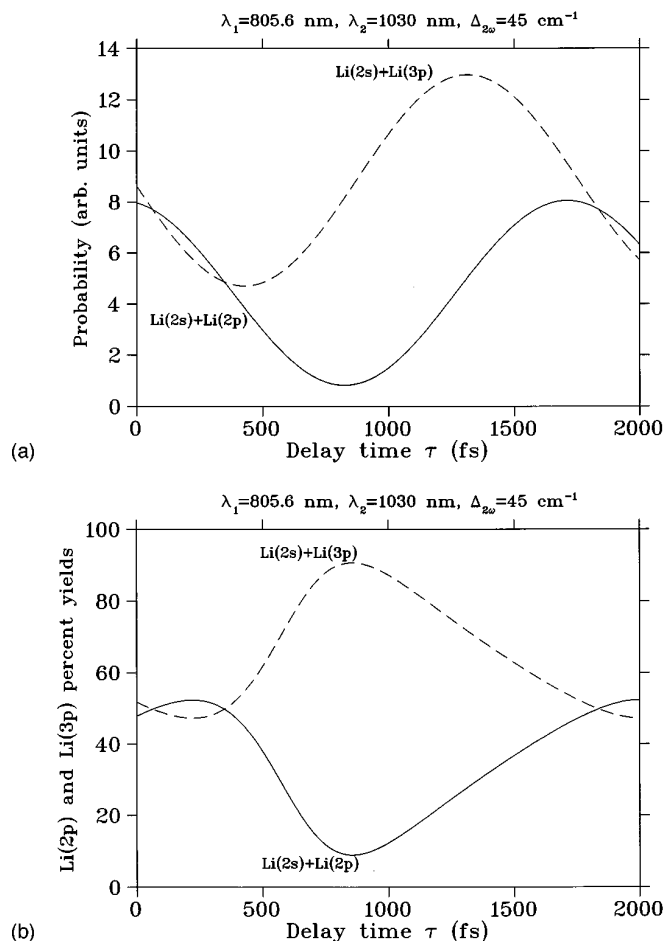 λ₁=805.6 nm, λ₂=1030 nm, Δ₂ω=45 cm⁻¹
14
12
10
8
6
4
2
0
Probability (arb. units)
Li(2s)+Li(3p)
Li(2s)+Li(2p)
0 500 1000 1500 2000
(a) Delay time τ (fs)
λ₁=805.6 nm, λ₂=1030 nm, Δ₂ω=45 cm⁻¹
100
80
60
40
20
0
Li(2p) and Li(3p) percent yields
Li(2s)+Li(3p)
Li(2s)+Li(2p)
0 500 1000 1500 2000
(b) Delay time τ (fs)